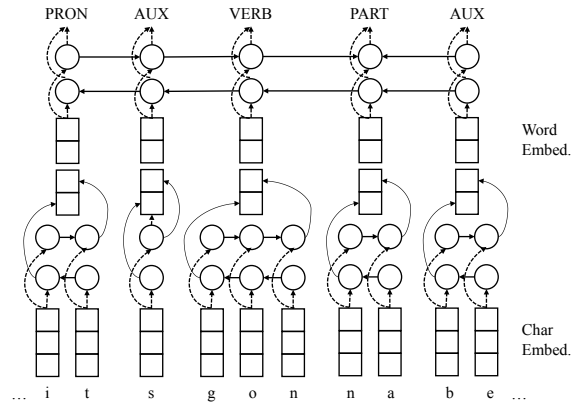 PRON AUX VERB PART AUX
Word
Embed.
Char
Embed.
... i t s g o n n a b e ...